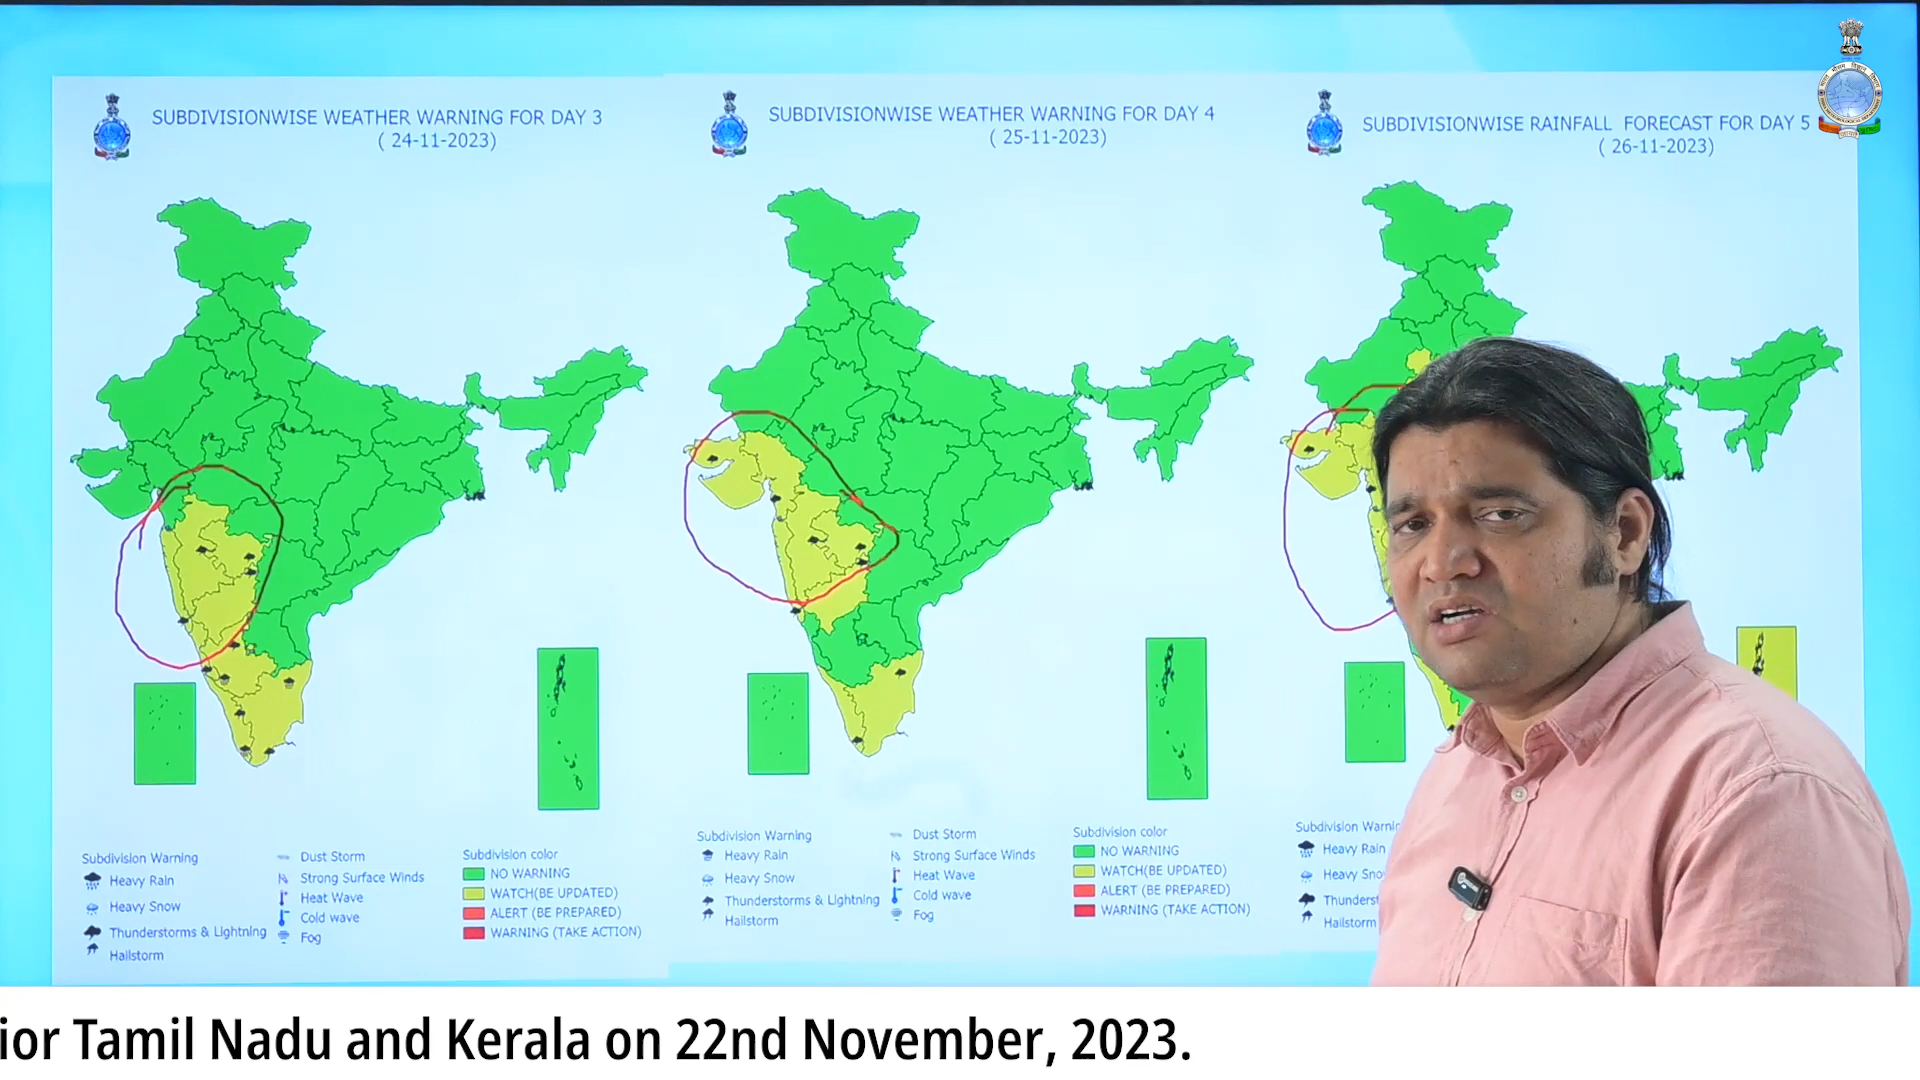 SUBDIVISIONWISE WEATHER WARNING FOR DAY 3
( 24-11-2023)
SUBDIVISIONWISE WEATHER WARNING FOR DAY 4
( 25-11-2023)
SUBDIVISIONWISE RAINFALL FORECAST FOR DAY 5
( 26-11-2023)
Subdivision Warning
Heavy Rain
Heavy Snow
Thunderstorms & Lightning
Hailstorm
Dust Storm
Strong Surface Winds
Heat Wave
Cold wave
Fog
Subdivision color
NO WARNING
WATCH(BE UPDATED)
ALERT (BE PREPARED)
WARNING (TAKE ACTION)
Subdivision Warning
Heavy Rain
Heavy Snow
Thunderstorms & Lightning
Hailstorm
Dust Storm
Strong Surface Winds
Heat Wave
Cold wave
Fog
Subdivision color
NO WARNING
WATCH(BE UPDATED)
ALERT (BE PREPARED)
WARNING (TAKE ACTION)
Subdivision Warnin
Heavy Rain
Heavy Sno
Thunderst
Hailstorm
ior Tamil Nadu and Kerala on 22nd November, 2023.